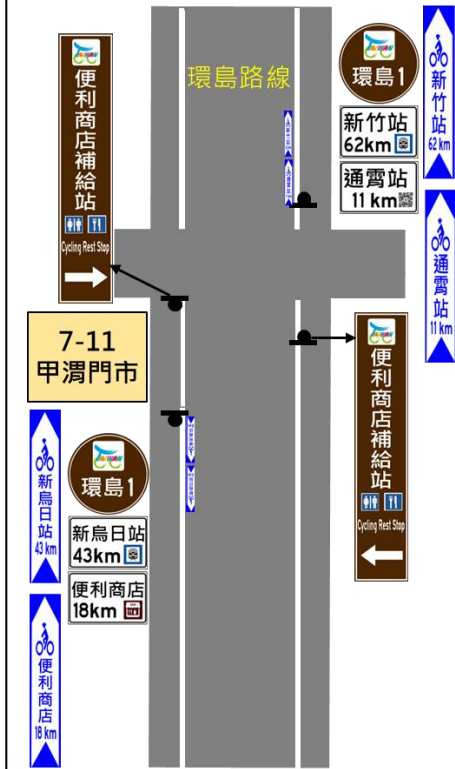 便利商店補給站
Cycling Rest Stop
環島路線
環島1
新竹站
62km
通霄站
11 km
新竹站
62 km
通霄站
11 km
7-11
甲渭門市
便利商店補給站
Cycling Rest Stop
新烏日站
43 km
便利商店
18 km
環島1
新烏日站
43km
便利商店
18km